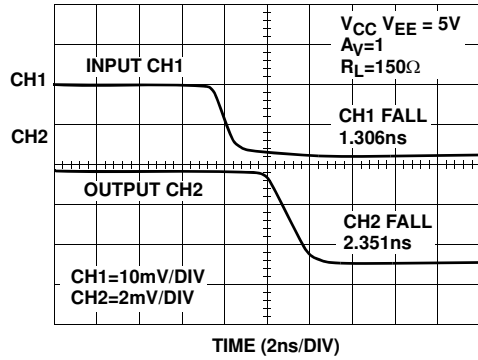 V_CC V_EE = 5V
A_V=1
R_L=150Ω
INPUT CH1
CH1
CH1 FALL
1.306ns
CH2
OUTPUT CH2
CH2 FALL
2.351ns
CH1=10mV/DIV
CH2=2mV/DIV
TIME (2ns/DIV)